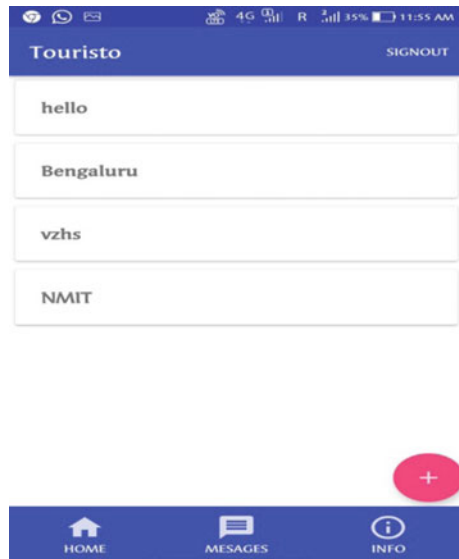 4G R 35% 11:55 AM
Touristo SIGNOUT
hello
Bengaluru
vzhs
NMIT
+
HOME MESAGES INFO